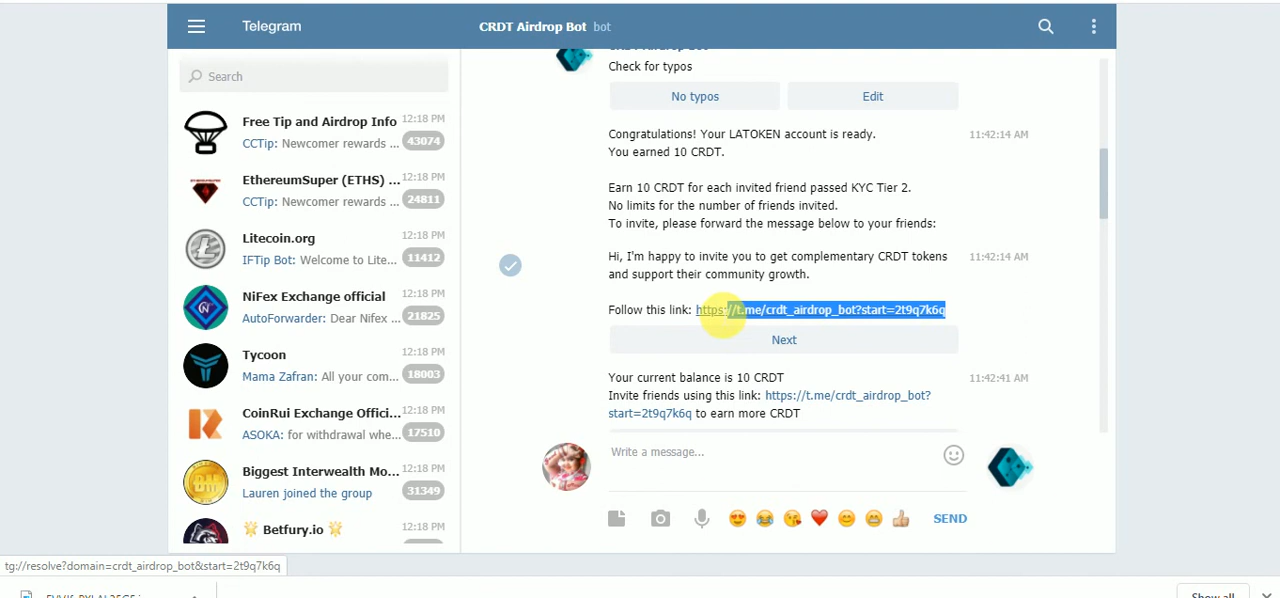 Telegram
CRDT Airdrop Bot bot
Search
Free Tip and Airdrop Info 12:18 PM
CCTip: Newcomer rewards ... 43074
EthereumSuper (ETHS) ... 12:18 PM
CCTip: Newcomer rewards ... 24811
Litecoin.org 12:18 PM
IFTip Bot: Welcome to Lite... 11412
NiFex Exchange official 12:18 PM
AutoForwarder: Dear Nifex ... 21825
Tycoon 12:18 PM
Mama Zafran: All your com... 18003
CoinRui Exchange Offici... 12:18 PM
ASOKA: for withdrawal whe... 17510
Biggest Interwealth Mo... 12:18 PM
Lauren joined the group 31349
🌟 Betfury.io 🌟 12:18 PM
Check for typos
No typos Edit
Congratulations! Your LATOKEN account is ready. 11:42:14 AM
You earned 10 CRDT.
Earn 10 CRDT for each invited friend passed KYC Tier 2.
No limits for the number of friends invited.
To invite, please forward the message below to your friends:
Hi, I'm happy to invite you to get complementary CRDT tokens 11:42:14 AM
and support their community growth.
Follow this link: https://t.me/crdt_airdrop_bot?start=2t9q7k6q
Next
Your current balance is 10 CRDT 11:42:41 AM
Invite friends using this link: https://t.me/crdt_airdrop_bot?
start=2t9q7k6q to earn more CRDT
Write a message...
SEND
tg://resolve?domain=crdt_airdrop_bot&start=2t9q7k6q
Show all